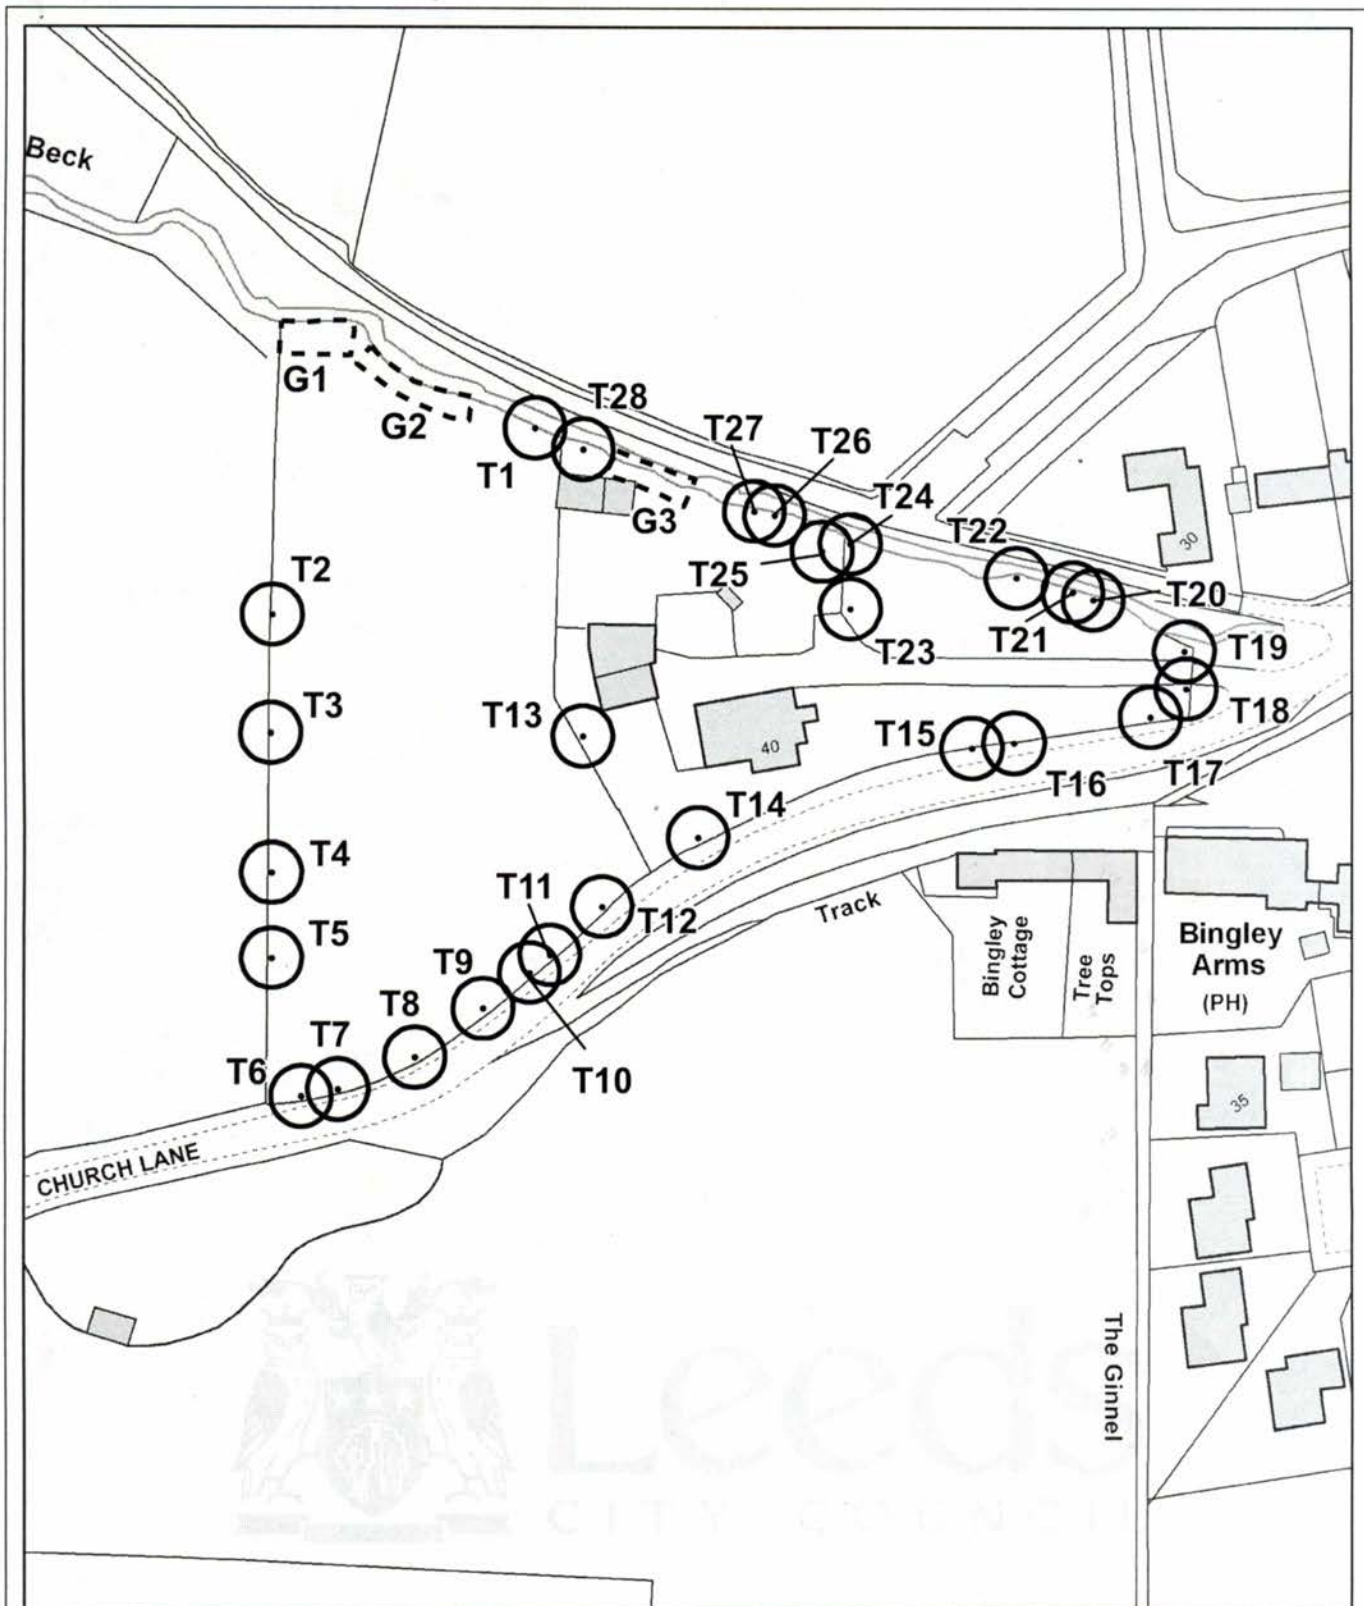 Beck
G1
G2
T28
T1
T27
T26
G3
T24
T25
T22
T21
T20
T23
T19
T18
T2
T3
T13
40
T15
T16
T17
30
T14
T4
T5
T11
T12
T9
T10
T8
T7
T6
Track
Bingley
Cottage
Tree
Tops
Bingley
Arms
(PH)
35
CHURCH LANE
The Ginnel
Leeds
CITY COUNCIL